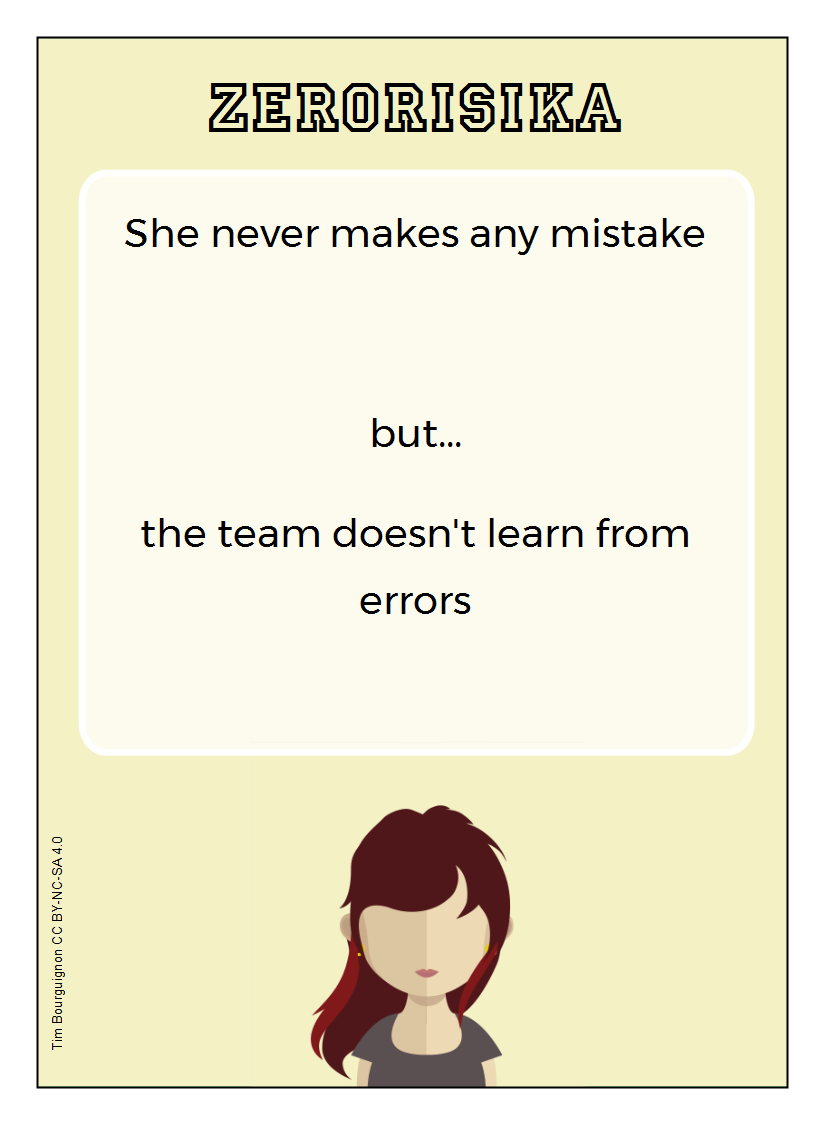 ZERORISIKA
She never makes any mistake
but...
the team doesn't learn from
errors
Tim Bourguignon CC BY-NC-SA 4.0